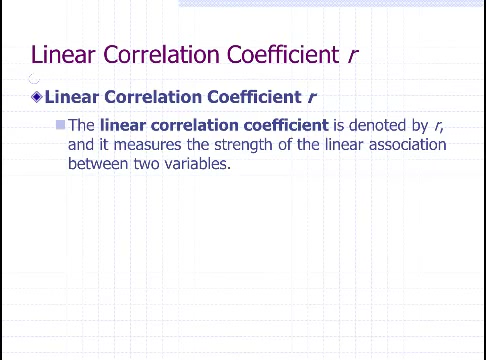 Linear Correlation Coefficient r
Linear Correlation Coefficient r
The linear correlation coefficient is denoted by r,
and it measures the strength of the linear association
between two variables.